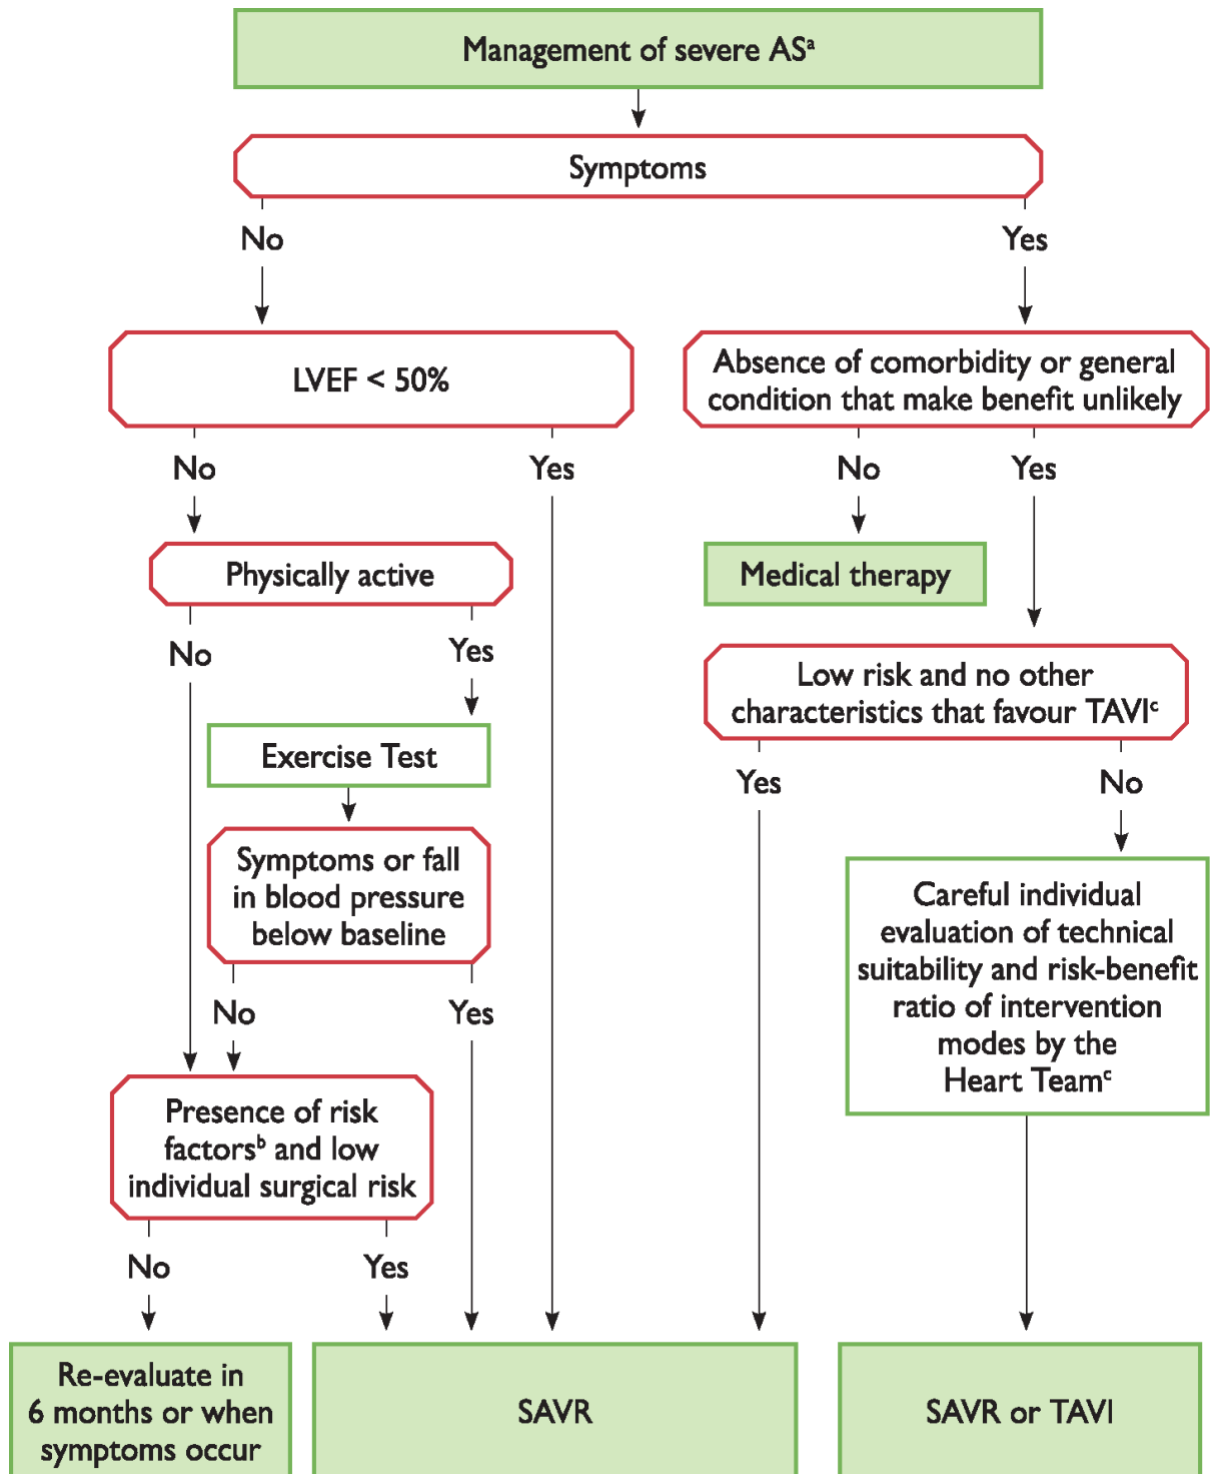 Management of severe ASᵃ
Symptoms
No
Yes
LVEF < 50%
Absence of comorbidity or general
condition that make benefit unlikely
No
Yes
No
Yes
Physically active
Medical therapy
No
Yes
Low risk and no other
characteristics that favour TAVIᶜ
Exercise Test
Yes
No
Symptoms or fall
in blood pressure
below baseline
Careful individual
evaluation of technical
suitability and risk-benefit
ratio of intervention
modes by the
Heart Teamᶜ
No
Yes
Presence of risk
factorsᵇ and low
individual surgical risk
No
Yes
Re-evaluate in
6 months or when
symptoms occur
SAVR
SAVR or TAVI